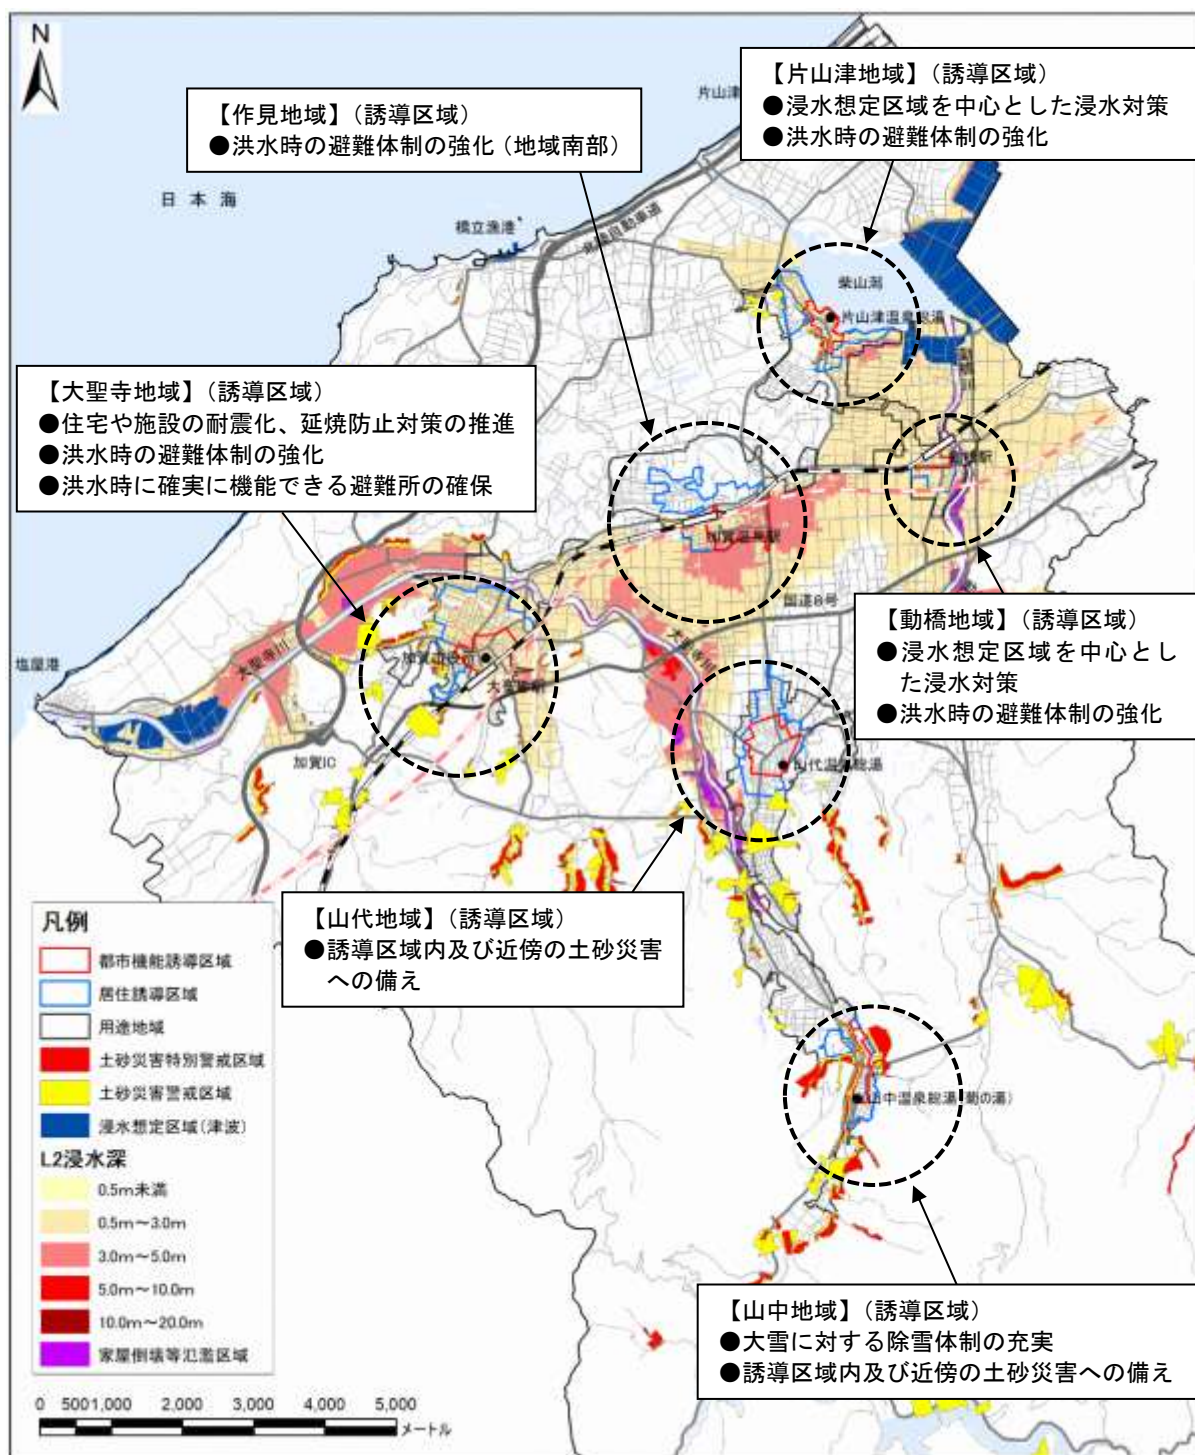 N
【片山津地域】（誘導区域）
●浸水想定区域を中心とした浸水対策
●洪水時の避難体制の強化
片山津
【作見地域】（誘導区域）
●洪水時の避難体制の強化（地域南部）
日本海
橋立漁港
北陸自動車道
柴山潟
片山津温泉総湯
【大聖寺地域】（誘導区域）
●住宅や施設の耐震化、延焼防止対策の推進
●洪水時の避難体制の強化
●洪水時に確実に機能できる避難所の確保
加賀温泉駅
国道8号
【動橋地域】（誘導区域）
●浸水想定区域を中心とし
た浸水対策
●洪水時の避難体制の強化
塩屋港
大聖寺川
大聖寺川
大聖寺駅
加賀IC
山代温泉総湯
【山代地域】（誘導区域）
●誘導区域内及び近傍の土砂災害
への備え
凡例
都市機能誘導区域
居住誘導区域
用途地域
土砂災害特別警戒区域
土砂災害警戒区域
浸水想定区域(津波)
L2浸水深
0.5m未満
0.5m～3.0m
3.0m～5.0m
5.0m～10.0m
10.0m～20.0m
家屋倒壊等氾濫区域
山中温泉総湯(菊の湯)
【山中地域】（誘導区域）
●大雪に対する除雪体制の充実
●誘導区域内及び近傍の土砂災害への備え
0 500 1,000 2,000 3,000 4,000 5,000
メートル